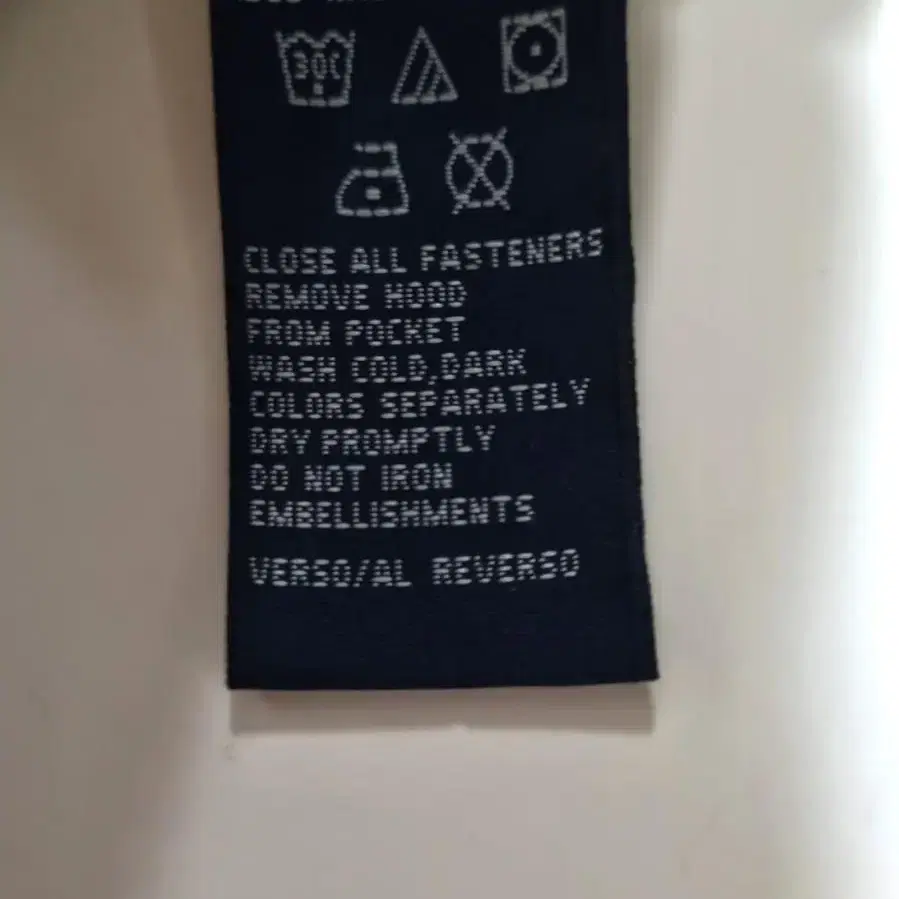 30C
CLOSE ALL FASTENERS
REMOVE HOOD
FROM POCKET
WASH COLD,DARK
COLORS SEPARATELY
DRY PROMPTLY
DO NOT IRON
EMBELLISHMENTS
VERSO/AL REVERSO